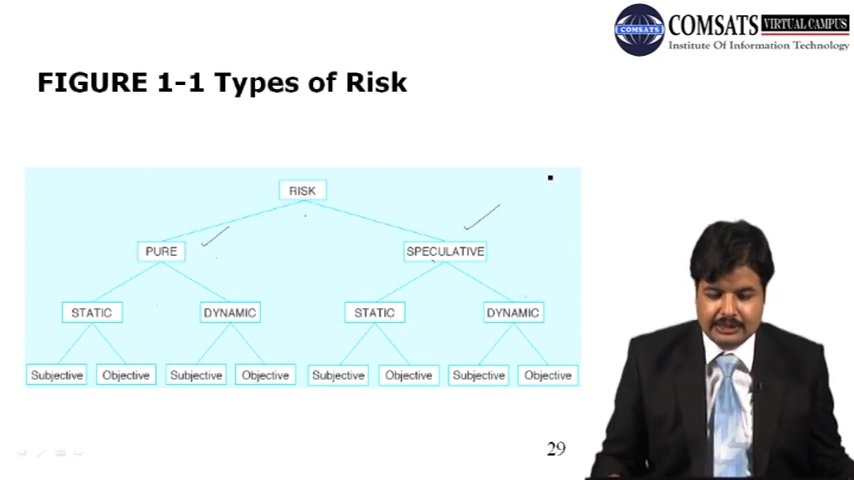 COMSATS VIRTUAL CAMPUS
COMSATS
Institute Of Information Technology
FIGURE 1-1 Types of Risk
RISK
PURE SPECULATIVE
STATIC DYNAMIC STATIC DYNAMIC
Subjective Objective Subjective Objective Subjective Objective Subjective Objective
29